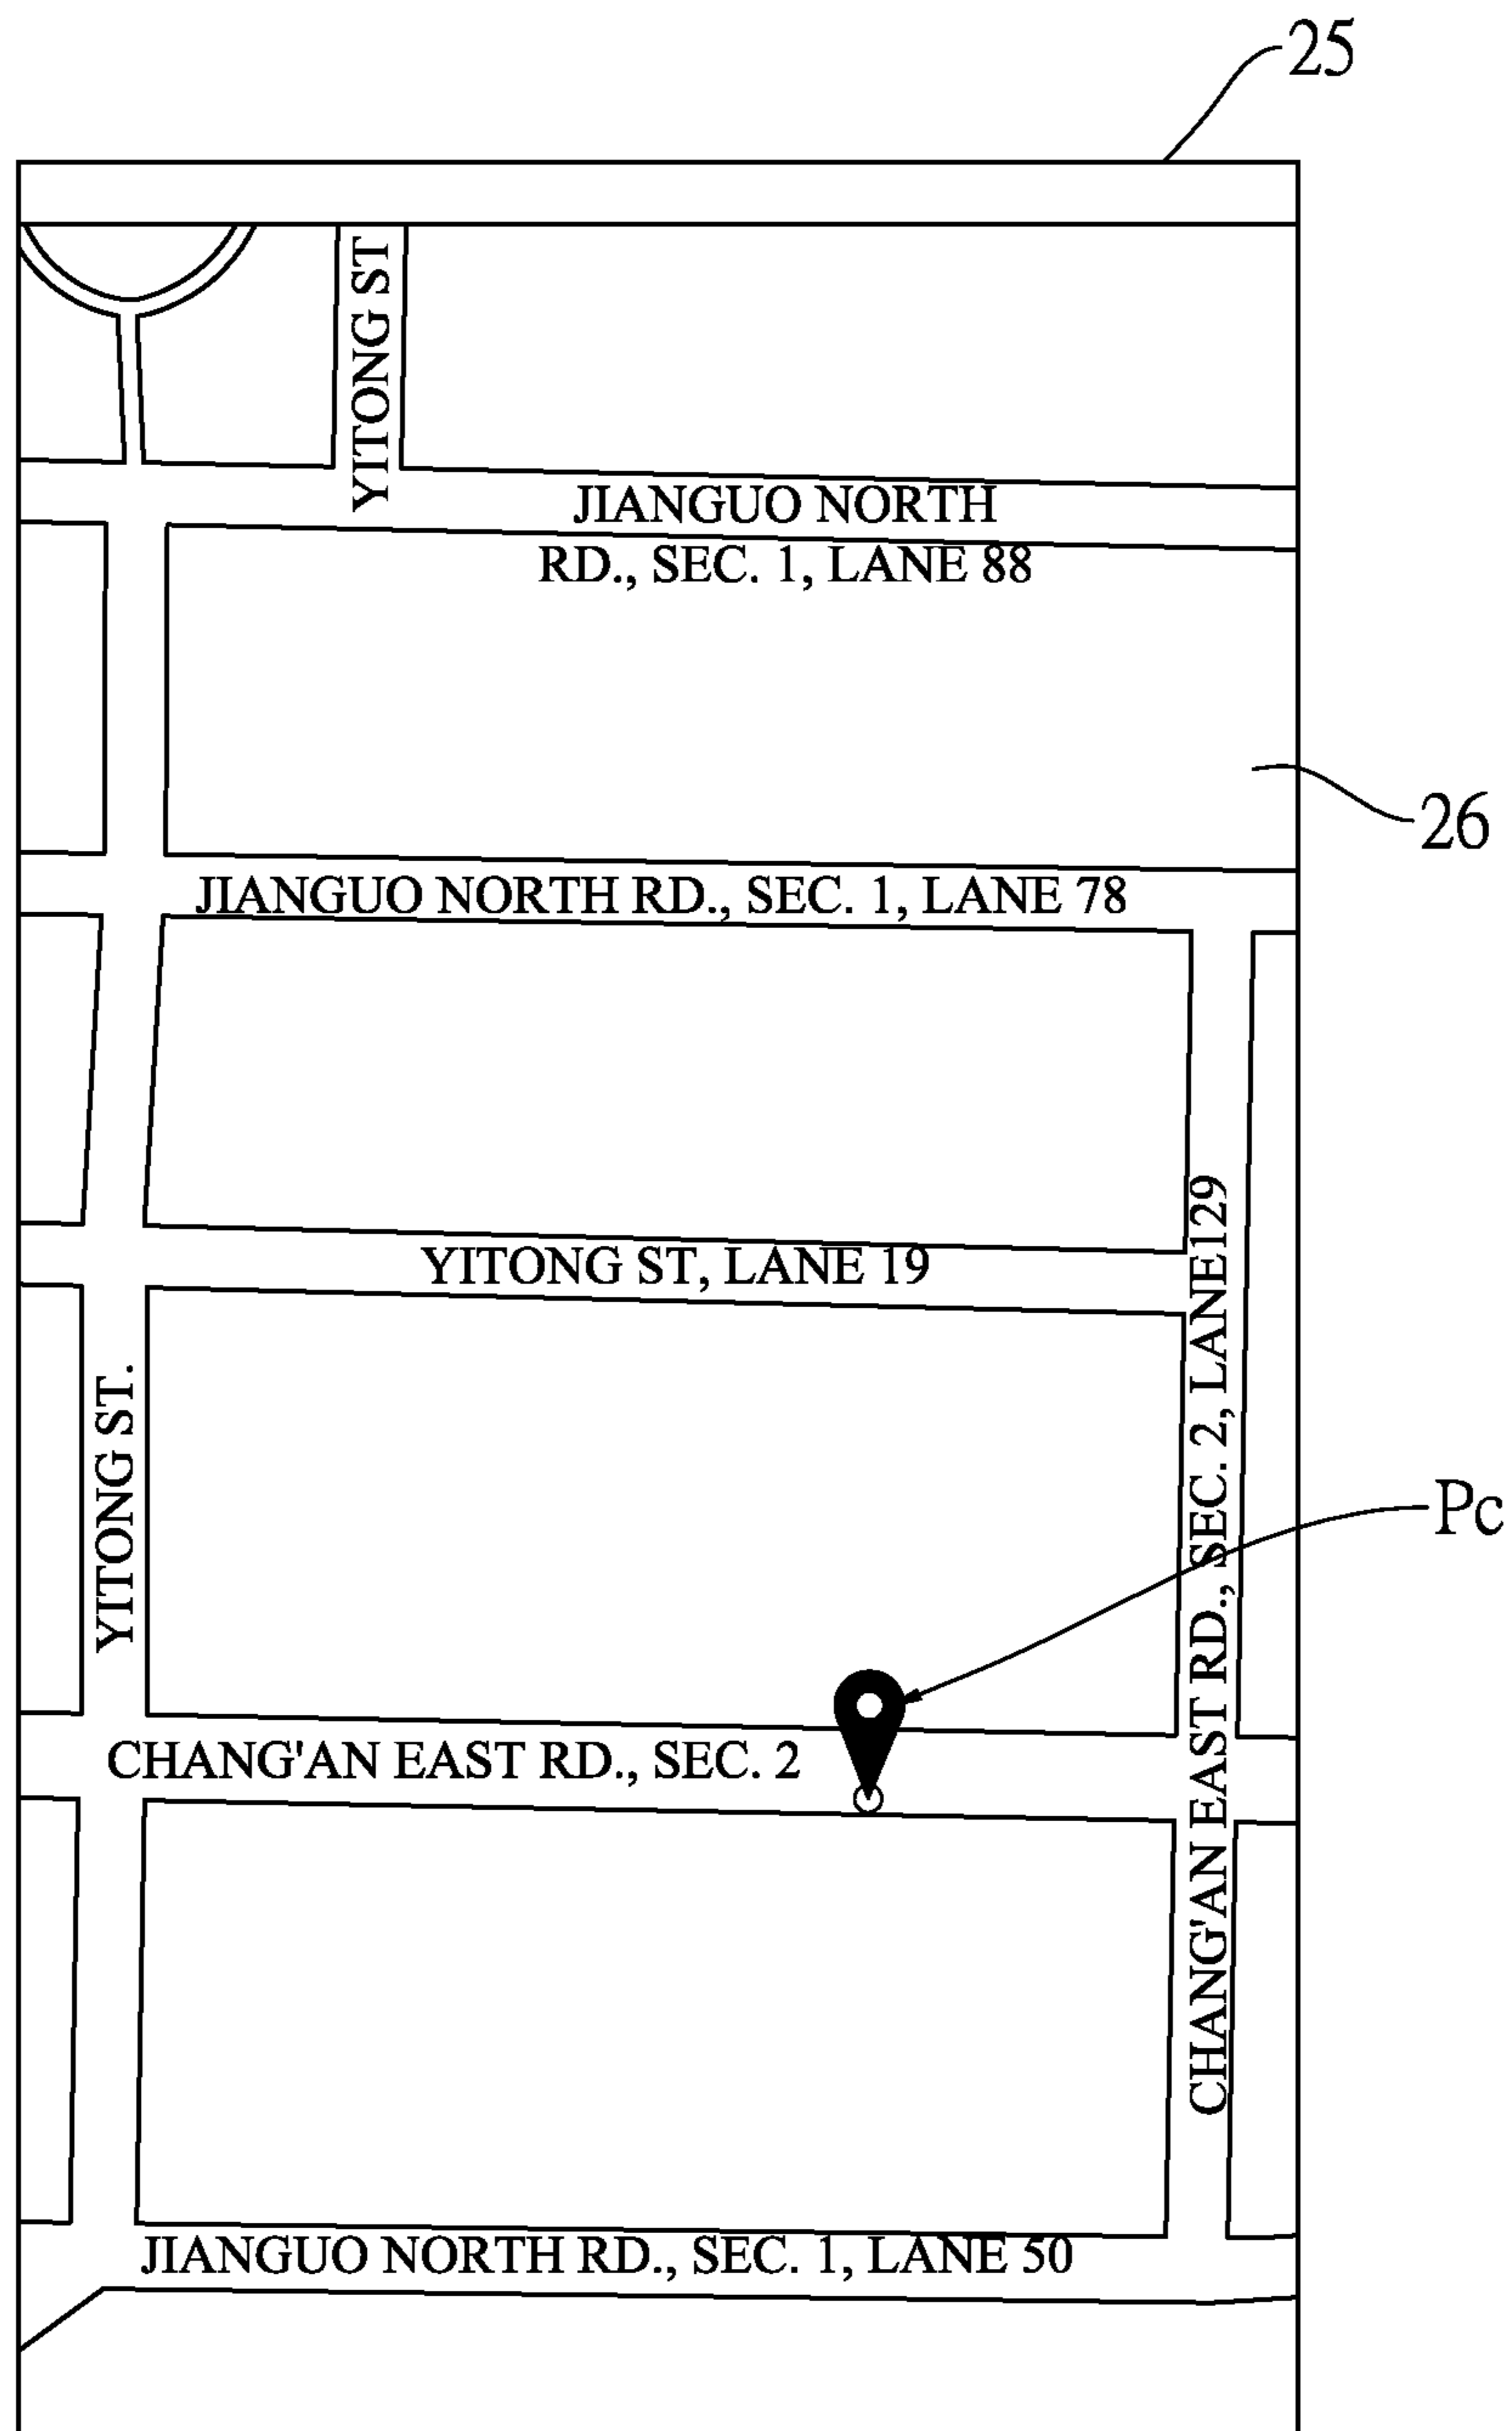 25
YITONG ST
JIANGUO NORTH
RD., SEC. 1, LANE 88
26
JIANGUO NORTH RD., SEC. 1, LANE 78
YITONG ST, LANE 19
CHANG'AN EAST RD., SEC. 2, LANE129
YITONG ST.
Pc
CHANG'AN EAST RD., SEC. 2
JIANGUO NORTH RD., SEC. 1, LANE 50